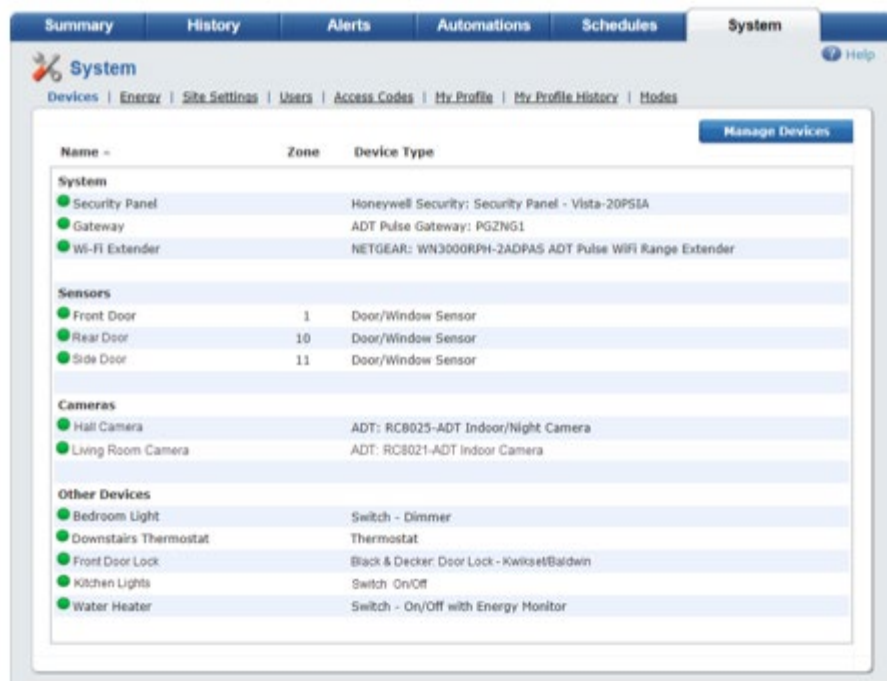 Summary History Alerts Automations Schedules System
Help
System
Devices | Energy | Site Settings | Users | Access Codes | My Profile | My Profile History | Modes
Manage Devices
Name Zone Device Type
System
Security Panel Honeywell Security: Security Panel - Vista-20PSIA
Gateway ADT Pulse Gateway: PGZNG1
Wi-Fi Extender NETGEAR: WN3000RPH-2ADPAS ADT Pulse WiFi Range Extender
Sensors
Front Door 1 Door/Window Sensor
Rear Door 10 Door/Window Sensor
Side Door 11 Door/Window Sensor
Cameras
Hall Camera ADT: RC8025-ADT Indoor/Night Camera
Living Room Camera ADT: RC8021-ADT Indoor Camera
Other Devices
Bedroom Light Switch - Dimmer
Downstairs Thermostat Thermostat
Front Door Lock Black & Decker: Door Lock - Kwikset/Baldwin
Kitchen Lights Switch On/Off
Water Heater Switch - On/Off with Energy Monitor